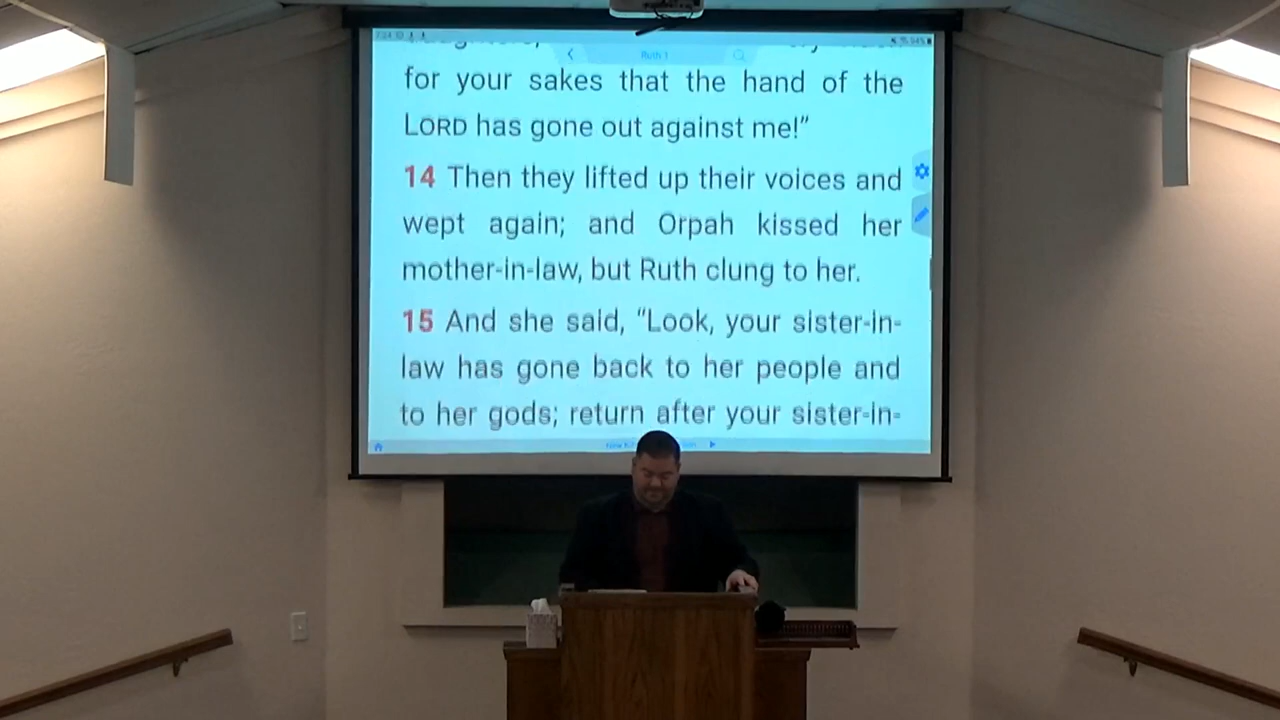 Ruth 1
for your sakes that the hand of the
LORD has gone out against me!”
14 Then they lifted up their voices and
wept again; and Orpah kissed her
mother-in-law, but Ruth clung to her.
15 And she said, “Look, your sister-in-
law has gone back to her people and
to her gods; return after your sister-in-